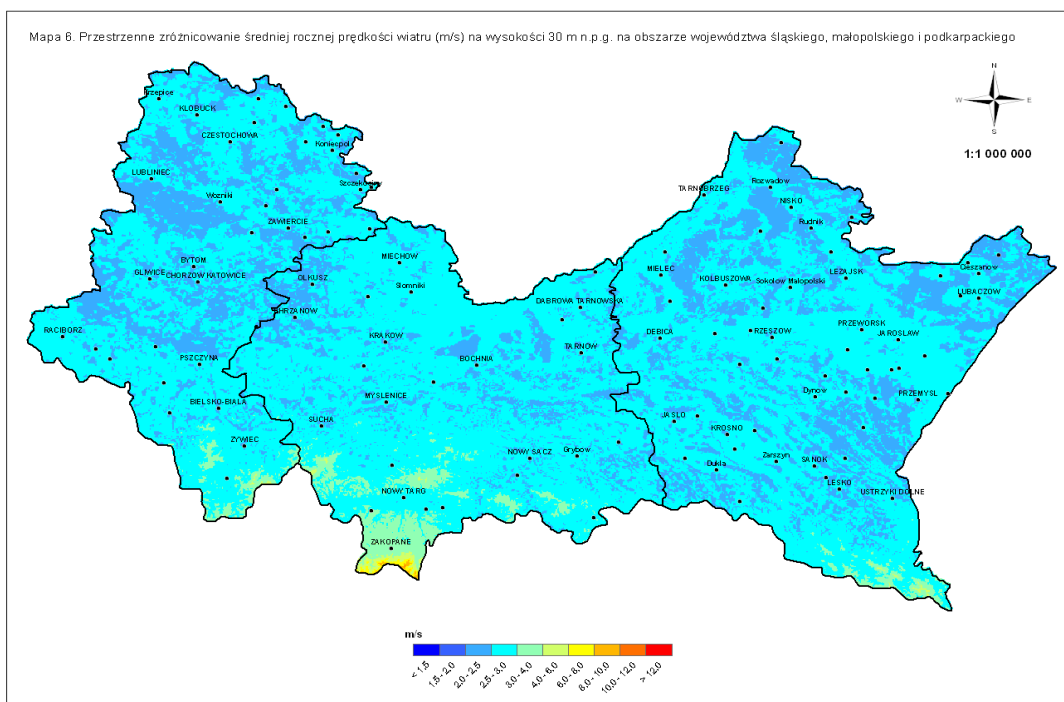 Mapa 6. Przestrzenne zróżnicowanie średniej rocznej prędkości wiatru (m/s) na wysokości 30 m n.p.g. na obszarze województwa śląskiego, małopolskiego i podkarpackiego
N
W E
S
1:1 000 000
Krzepice
KŁOBUCK
CZESTOCHOWA
Koniecpol
LUBLINIEC
Szczekociny
Wozniki
ZAWIERCIE
BYTOM
GLIWICE
CHORZOW KATOWICE
RACIBORZ
PSZCZYNA
BIELSKO-BIALA
ZYWIEC
MIECHOW
OLKUSZ
Slomniki
CHRZANOW
KRAKOW
DABROWA TARNOWSKA
TARNOW
BOCHNIA
MYSLENICE
SUCHA
NOWY SACZ
Grybow
NOWY TARG
ZAKOPANE
TARNOBRZEG
Rozwadow
NISKO
Rudnik
MIELEC
KOLBUSZOWA
Sokolow Malopolski
LEZAJSK
Cieszanow
LUBACZOW
DEBICA
RZESZOW
PRZEWORSK
JAROSLAW
Dynow
PRZEMYSL
JASLO
KROSNO
Dukla
Zarszyn
SANOK
LESKO
USTRZYKI DOLNE
m/s
< 1,5
1,5 - 2,0
2,0 - 2,5
2,5 - 3,0
3,0 - 4,0
4,0 - 6,0
6,0 - 8,0
8,0 - 10,0
10,0 - 12,0
> 12,0